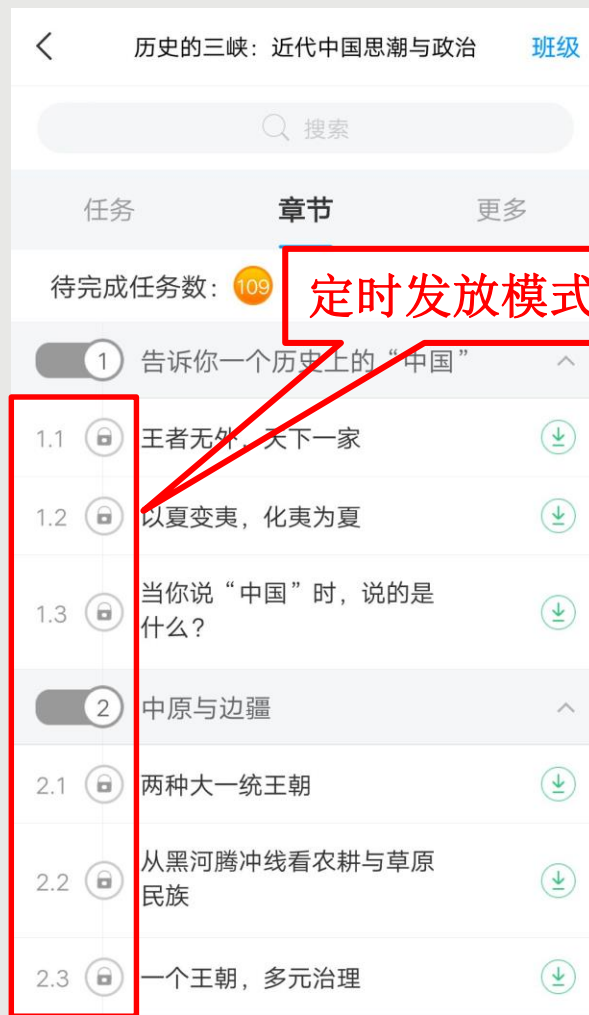 历史的三峡：近代中国思潮与政治 班级
搜索
任务 章节 更多
待完成任务数： 109
定时发放模式
1 告诉你一个历史上的“中国”
1.1 王者无外，天下一家
1.2 以夏变夷，化夷为夏
1.3 当你说“中国”时，说的是
什么？
2 中原与边疆
2.1 两种大一统王朝
2.2 从黑河腾冲线看农耕与草原
民族
2.3 一个王朝，多元治理